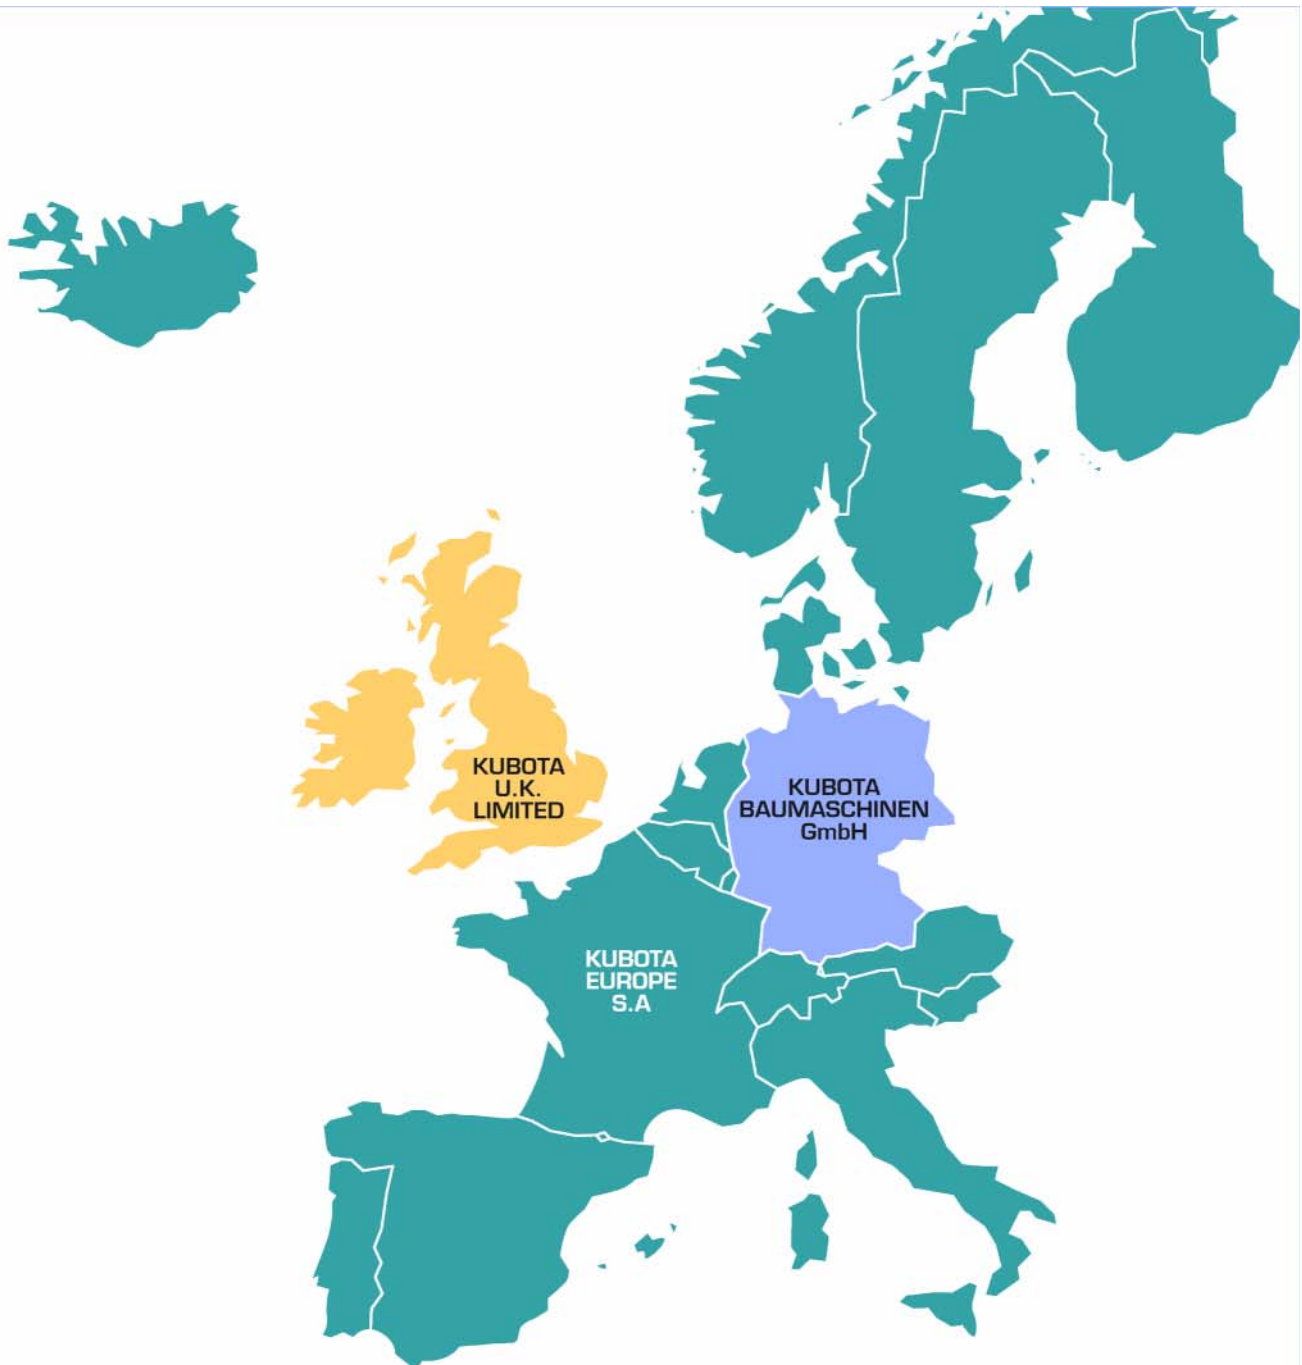 KUBOTA
U.K.
LIMITED
KUBOTA
BAUMASCHINEN
GmbH
KUBOTA
EUROPE
S.A